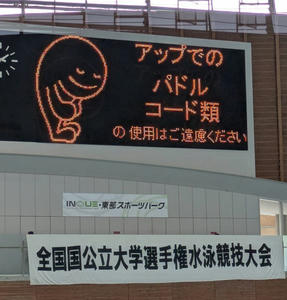 アップでの
パドル
コード類
の使用はご遠慮ください
INOUE・東部スポーツパーク
全国国公立大学選手権水泳競技大会